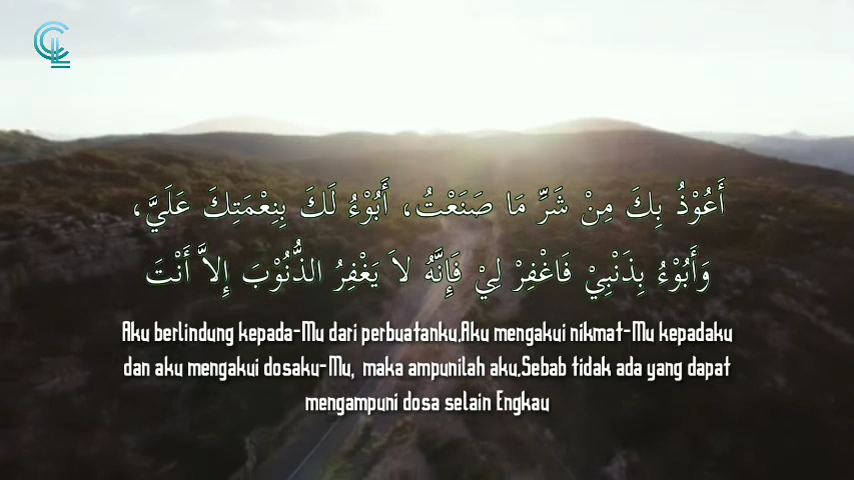 أَعُوْذُ بِكَ مِنْ شَرِّ مَا صَنَعْتُ، أَبُوْءُ لَكَ بِنِعْمَتِكَ عَلَيَّ،
وَأَبُوْءُ بِذَنْبِيْ فَاغْفِرْ لِيْ فَإِنَّهُ لاَ يَغْفِرُ الذُّنُوْبَ إِلاَّ أَنْتَ
Aku berlindung kepada-Mu dari perbuatanku.Aku mengakui nikmat-Mu kepadaku
dan aku mengakui dosaku-Mu, maka ampunilah aku.Sebab tidak ada yang dapat
mengampuni dosa selain Engkau